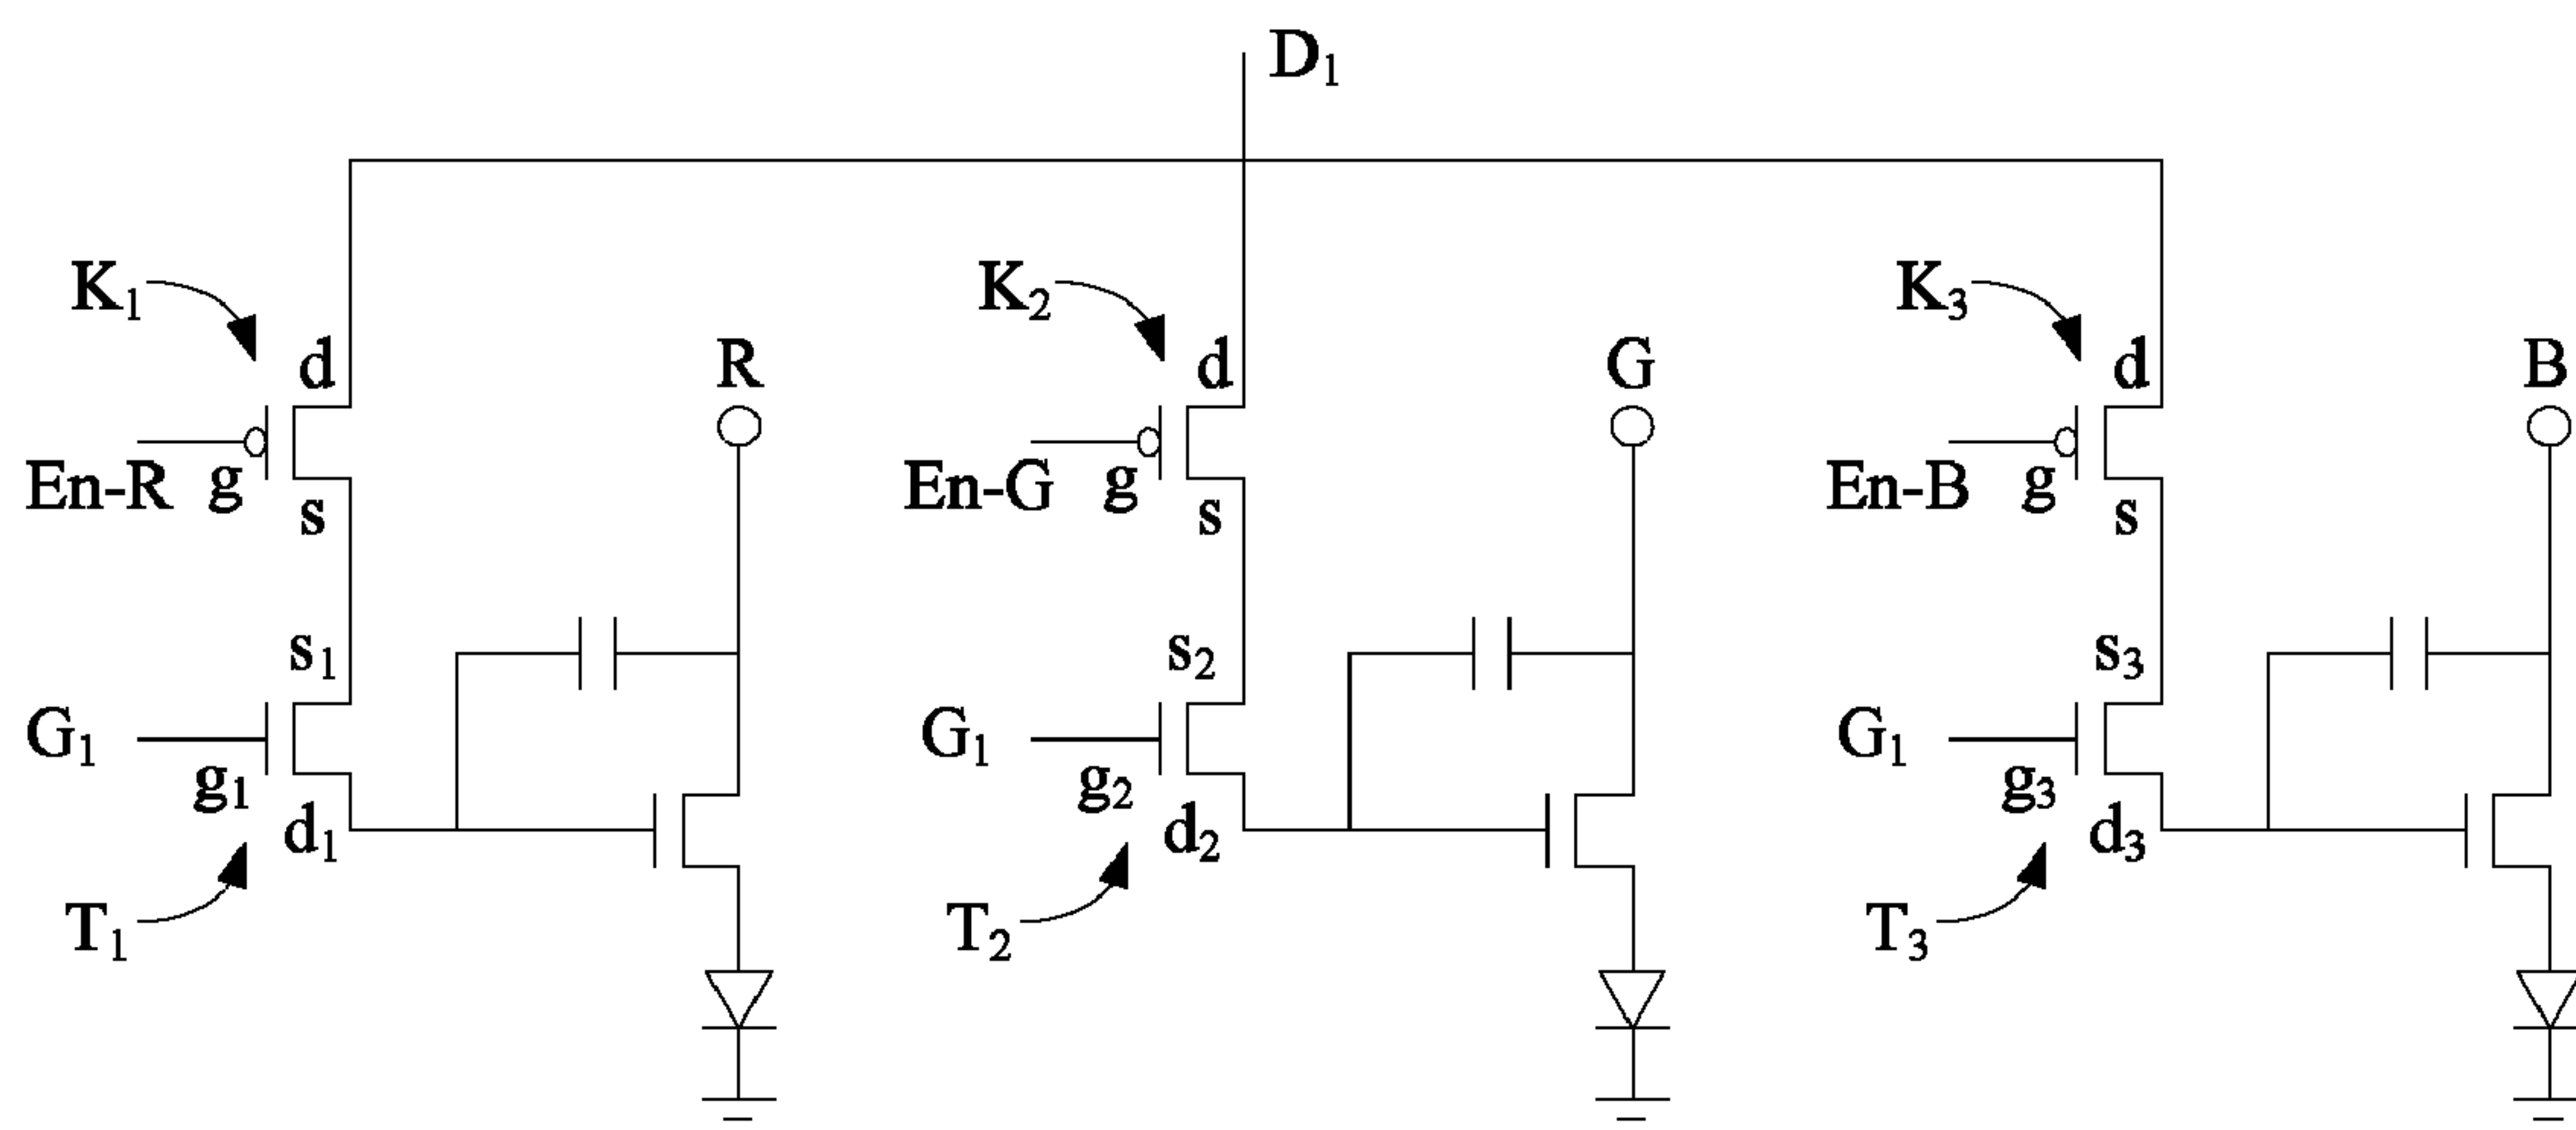 D₁
K₁ K₂ K₃
d R d G d B
En-R g En-G g En-B g
s s s
s₁ s₂ s₃
G₁ G₁ G₁
g₁ g₂ g₃
d₁ d₂ d₃
T₁ T₂ T₃